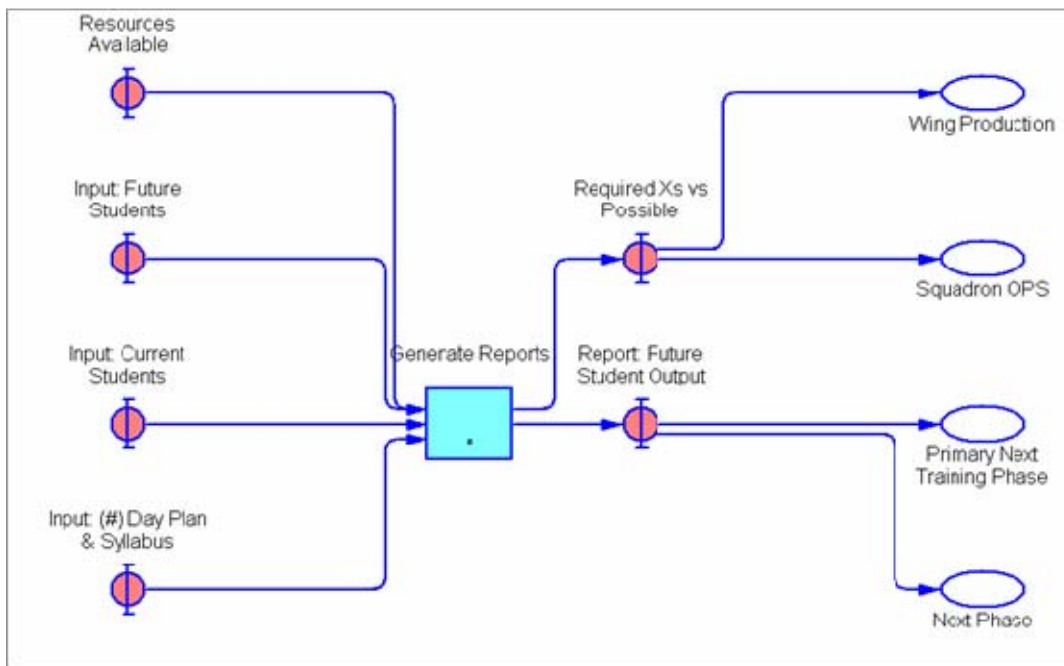 Resources
Available
Wing Production
Input: Future
Students
Required Xs vs
Possible
Squadron OPS
Input: Current
Students
Generate Reports
Report: Future
Student Output
Primary Next
Training Phase
Input: (#) Day Plan
& Syllabus
Next Phase